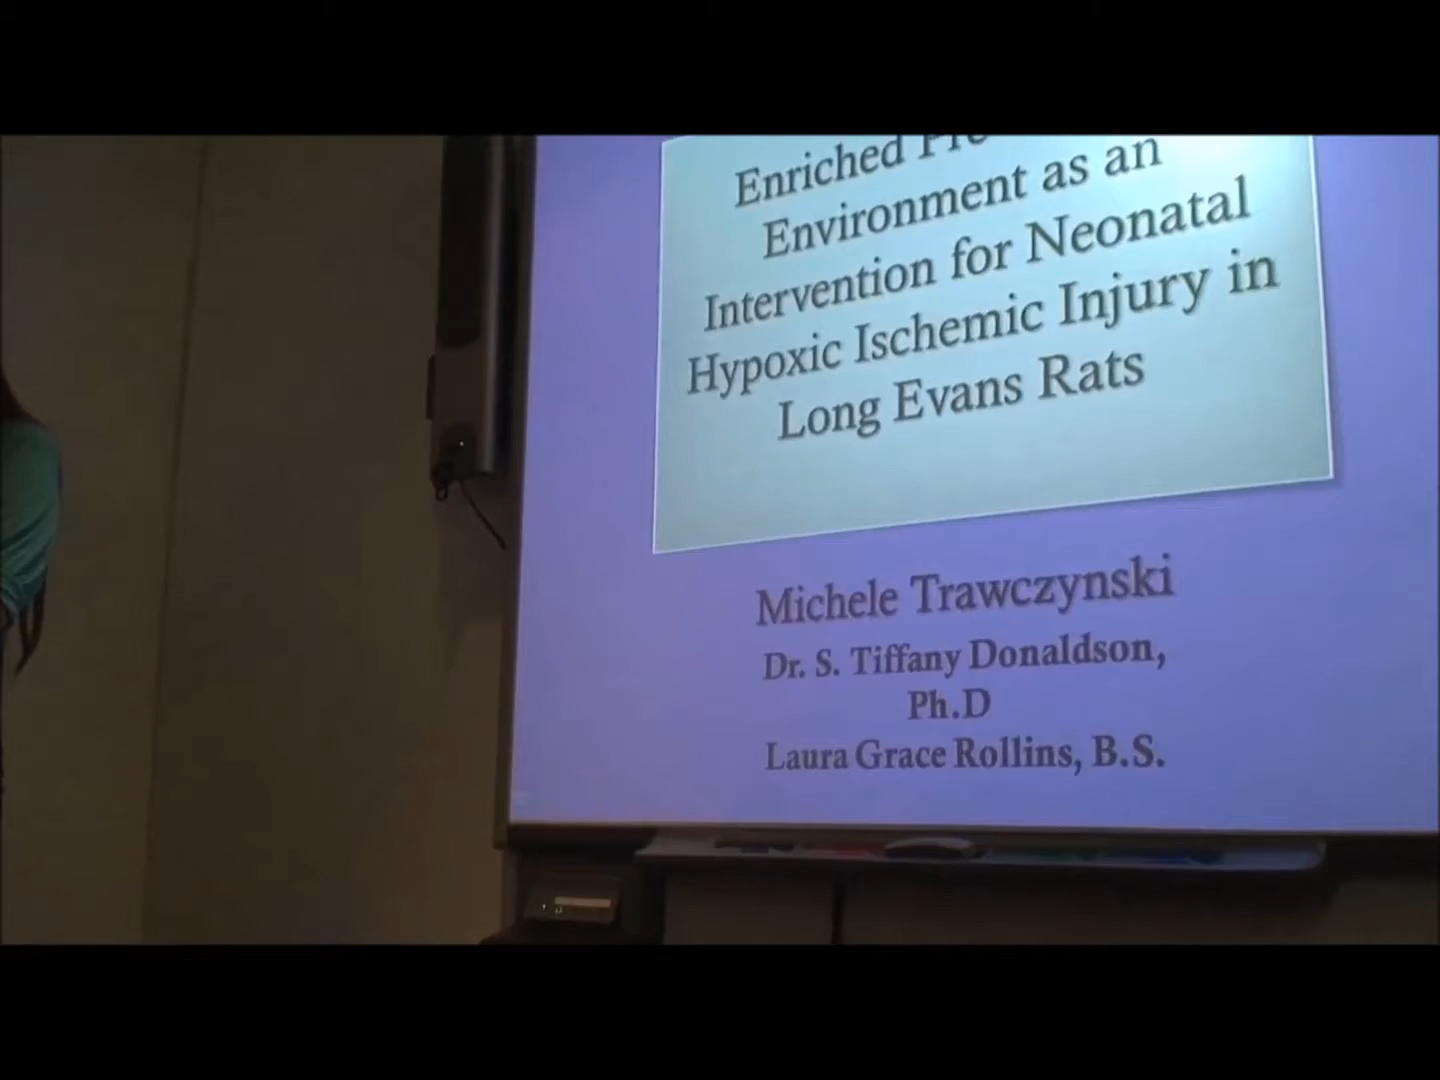 Enriched
Environment as an
Intervention for Neonatal
Hypoxic Ischemic Injury in
Long Evans Rats
Michele Trawczynski
Dr. S. Tiffany Donaldson,
Ph.D
Laura Grace Rollins, B.S.